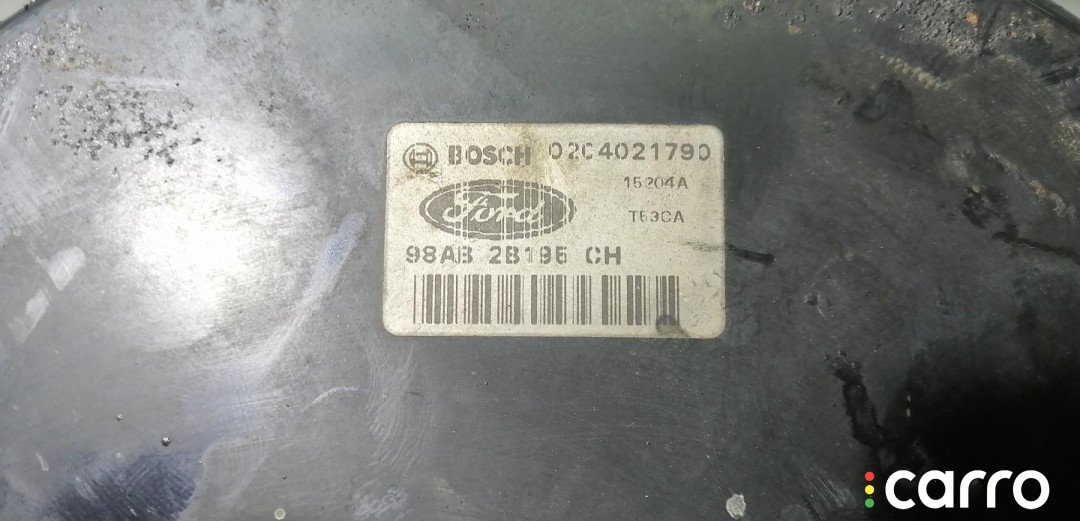 BOSCH 0204021790
15204A
Ford
T53CA
98AB 2B195 CH
carro